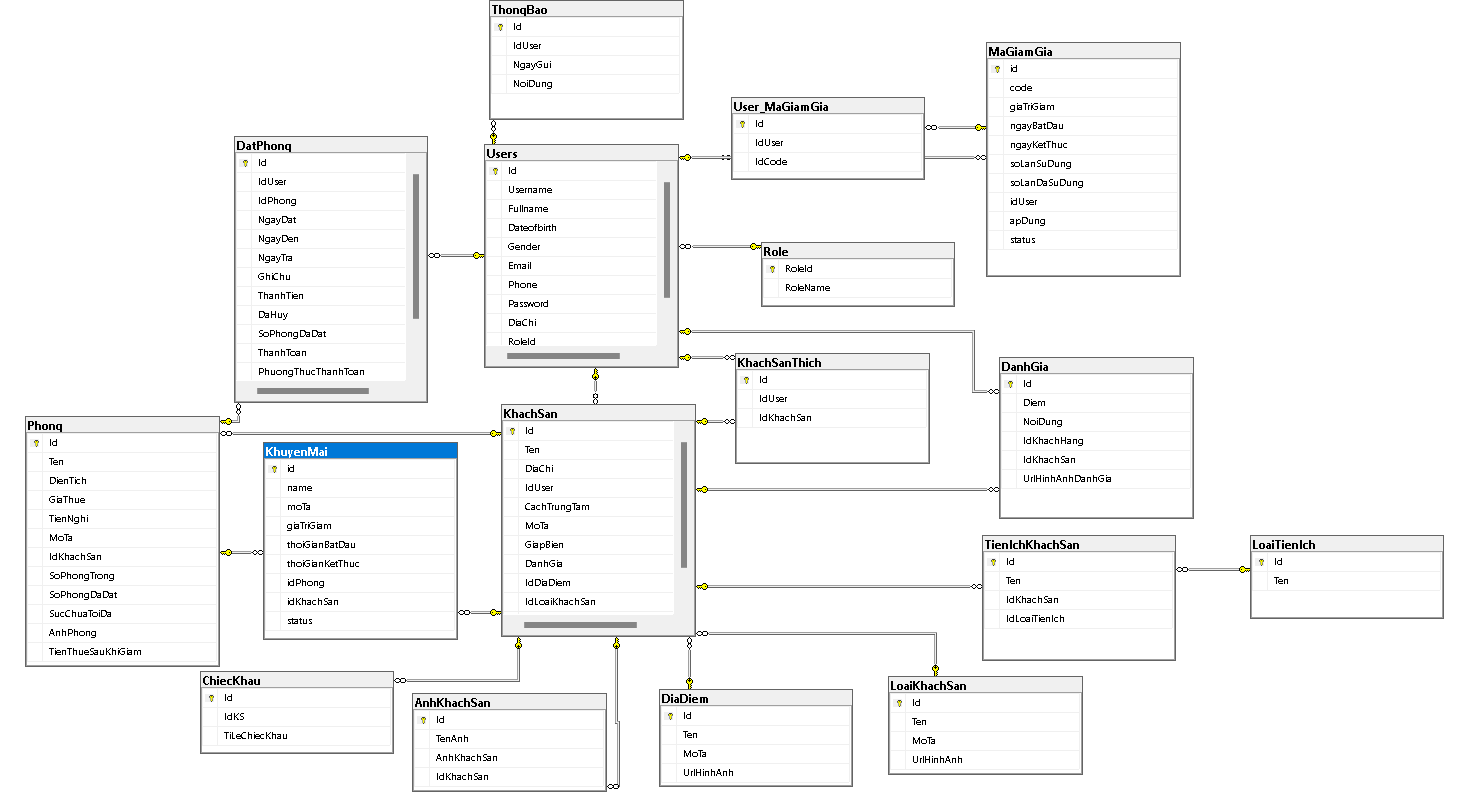 ThongBao
Id
IdUser
NgayGui
NoiDung
MaGiamGia
id
code
giaTriGiam
ngayBatDau
ngayKetThuc
soLanSuDung
soLanDaSuDung
idUser
apDung
status
User_MaGiamGia
Id
IdUser
IdCode
DatPhong
Id
IdUser
IdPhong
NgayDat
NgayDen
NgayTra
GhiChu
ThanhTien
DaHuy
SoPhongDaDat
ThanhToan
PhuongThucThanhToan
Users
Id
Username
Fullname
Dateofbirth
Gender
Email
Phone
Password
DiaChi
RoleId
Role
RoleId
RoleName
KhachSanThich
Id
IdUser
IdKhachSan
DanhGia
Id
Diem
NoiDung
IdKhachHang
IdKhachSan
UrlHinhAnhDanhGia
Phong
Id
Ten
DienTich
GiaThue
TienNghi
MoTa
IdKhachSan
SoPhongTrong
SoPhongDaDat
SucChuaToiDa
AnhPhong
TienThueSauKhiGiam
KhuyenMai
id
name
moTa
giaTriGiam
thoiGianBatDau
thoiGianKetThuc
idPhong
idKhachSan
status
KhachSan
Id
Ten
DiaChi
IdUser
CachTrungTam
MoTa
GiapBien
DanhGia
IdDiaDiem
IdLoaiKhachSan
TienIchKhachSan
Id
Ten
IdKhachSan
IdLoaiTienIch
LoaiTienIch
Id
Ten
ChiecKhau
Id
IdKS
TiLeChiecKhau
AnhKhachSan
Id
TenAnh
AnhKhachSan
IdKhachSan
DiaDiem
Id
Ten
MoTa
UrlHinhAnh
LoaiKhachSan
Id
Ten
MoTa
UrlHinhAnh